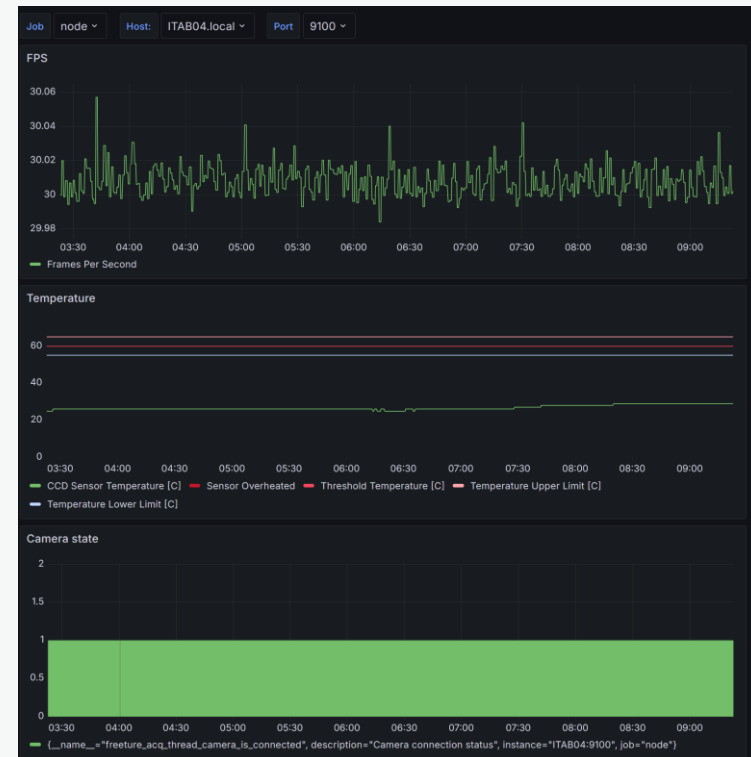 Job node Host: ITAB04.local Port 9100
FPS
30.06
30.04
30.02
30
29.98
03:30 04:00 04:30 05:00 05:30 06:00 06:30 07:00 07:30 08:00 08:30 09:00
Frames Per Second
Temperature
60
40
20
0
03:30 04:00 04:30 05:00 05:30 06:00 06:30 07:00 07:30 08:00 08:30 09:00
CCD Sensor Temperature [C] Sensor Overheated Threshold Temperature [C] Temperature Upper Limit [C]
Temperature Lower Limit [C]
Camera state
2
1.5
1
0.5
0
03:30 04:00 04:30 05:00 05:30 06:00 06:30 07:00 07:30 08:00 08:30 09:00
{__name__="freeture_acq_thread_camera_is_connected", description="Camera connection status", instance="ITAB04:9100", job="node"}